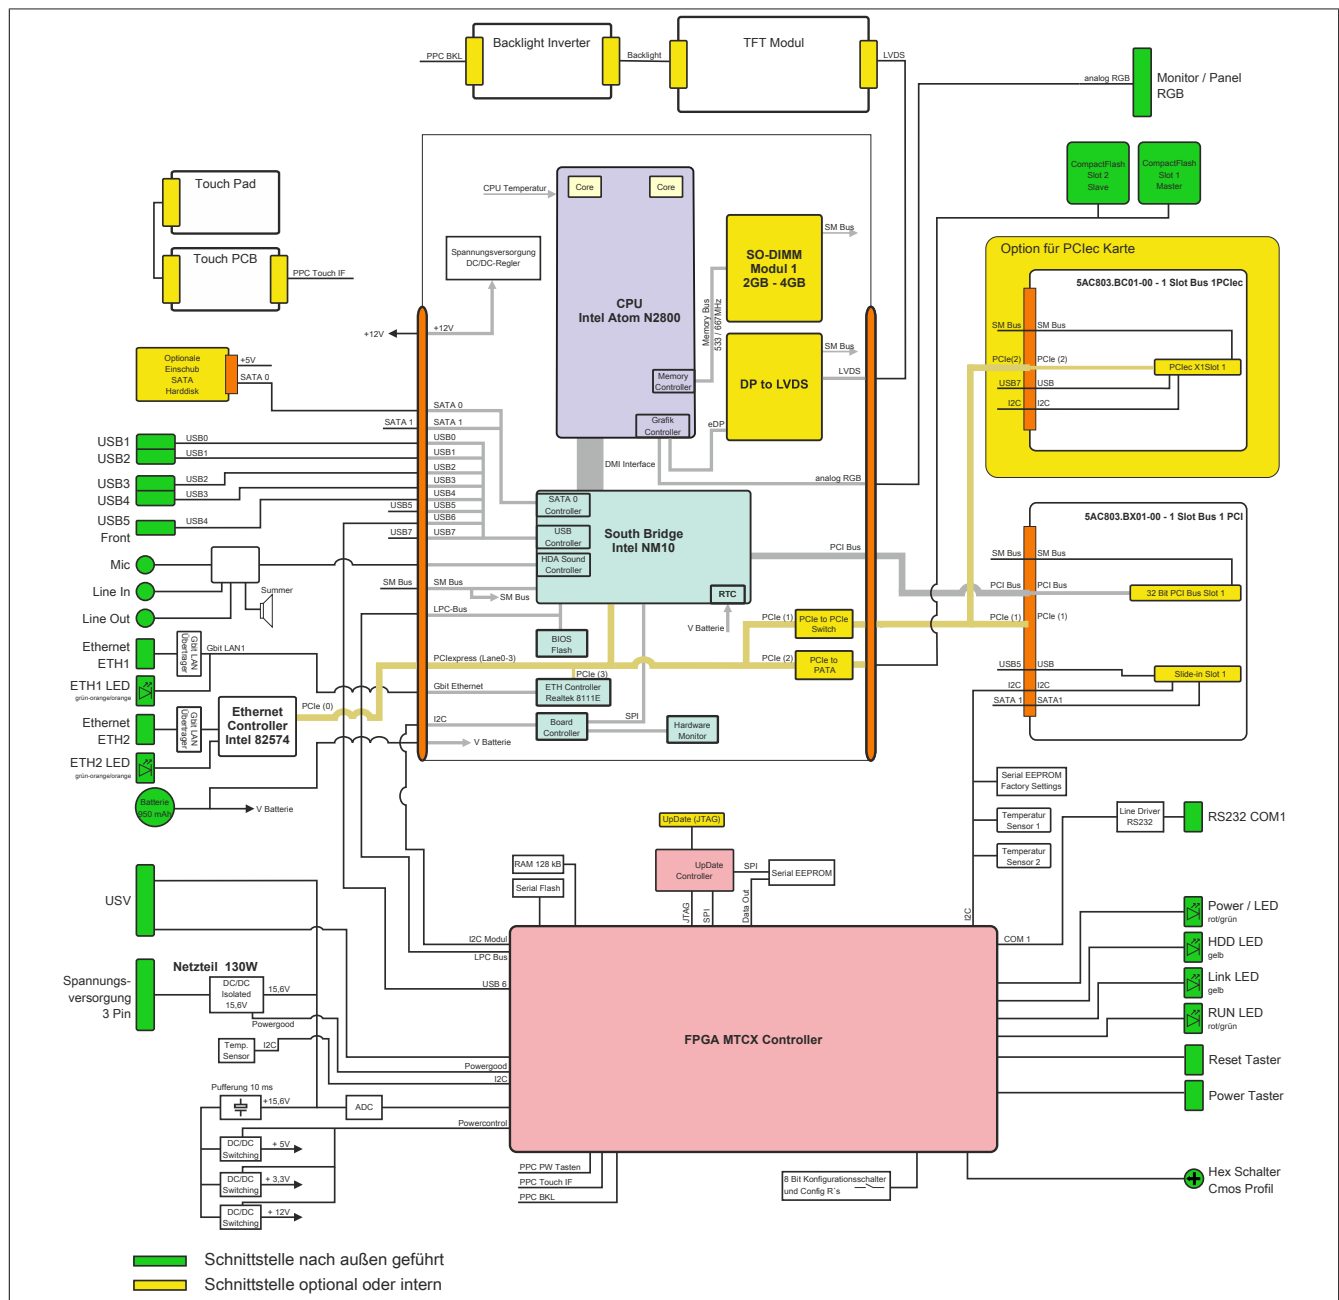 PPC BKL
Backlight Inverter
Backlight
TFT Modul
LVDS
analog RGB
Monitor / Panel
RGB
CompactFlash
Slot 2
Slave
CompactFlash
Slot 1
Master
Touch Pad
Touch PCB
PPC Touch IF
CPU Temperatur
Core
Core
CPU
Intel Atom N2800
Memory
Controller
Grafik
Controller
Spannungsversorgung
DC/DC-Regler
+12V
+12V
Memory Bus
533 / 667MHz
SO-DIMM
Modul 1
2GB - 4GB
SM Bus
DP to LVDS
SM Bus
LVDS
eDP
DMI Interface
analog RGB
Option für PCIec Karte
5AC803.BC01-00 - 1 Slot Bus 1PCIec
SM Bus
SM Bus
PCIe(2)
PCIe (2)
PCIec X1Slot 1
USB7
USB
I2C
I2C
Optionale
Einschub
SATA
Harddisk
+5V
SATA 0
SATA 1
SATA 0
SATA 1
USB0
USB1
USB2
USB3
USB4
USB5
USB6
USB7
USB5
USB7
USB1
USB2
USB0
USB1
USB3
USB4
USB2
USB3
USB5
Front
USB4
Mic
Line In
Line Out
Summer
SATA 0
Controller
USB
Controller
HDA Sound
Controller
South Bridge
Intel NM10
RTC
SM Bus
SM Bus
SM Bus
LPC-Bus
BIOS
Flash
V Batterie
PCI Bus
5AC803.BX01-00 - 1 Slot Bus 1 PCI
SM Bus
SM Bus
PCI Bus
PCI Bus
32 Bit PCI Bus Slot 1
PCIe (1)
PCIe (1)
USB5
USB
Slide-in Slot 1
I2C
I2C
SATA 1
SATA1
PCIe (1)
PCIe to PCIe
Switch
PCIe (2)
PCIe to
PATA
PCIexpress (Lane0-3)
PCIe (3)
Gbit Ethernet
ETH Controller
Realtek 8111E
I2C
Board
Controller
SPI
Hardware
Monitor
V Batterie
Ethernet
ETH1
Gbit LAN
Übertrager
Gbit LAN1
ETH1 LED
grün-orange/orange
Ethernet
ETH2
Gbit LAN
Übertrager
Ethernet
Controller
Intel 82574
PCIe (0)
ETH2 LED
grün-orange/orange
Batterie
950 mAh
V Batterie
UpDate (JTAG)
UpDate
Controller
SPI
Serial EEPROM
JTAG
SPI
Data Out
RAM 128 kB
Serial Flash
Serial EEPROM
Factory Settings
Temperatur
Sensor 1
Temperatur
Sensor 2
I2C
Line Driver
RS232
RS232 COM1
COM 1
USV
Spannungs-
versorgung
3 Pin
Netzteil 130W
DC/DC
Isolated
15,6V
15,6V
Powergood
Temp.
Sensor
I2C
I2C Modul
LPC Bus
USB 6
Powergood
I2C
Powercontrol
FPGA MTCX Controller
Pufferung 10 ms
+15,6V
ADC
DC/DC
Switching
+ 5V
DC/DC
Switching
+ 3,3V
DC/DC
Switching
+ 12V
PPC PW Tasten
PPC Touch IF
PPC BKL
8 Bit Konfigurationsschalter
und Config R´s
Power / LED
rot/grün
HDD LED
gelb
Link LED
gelb
RUN LED
rot/grün
Reset Taster
Power Taster
Hex Schalter
Cmos Profil
Schnittstelle nach außen geführt
Schnittstelle optional oder intern